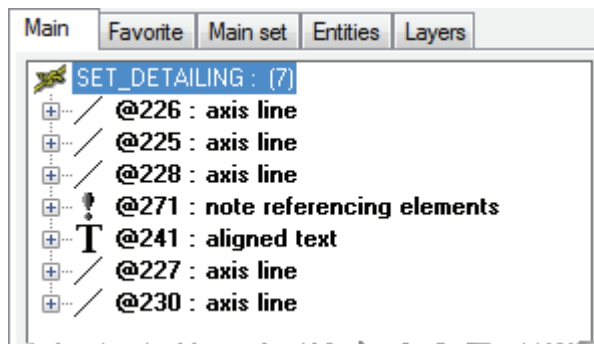 Main Favorite Main set Entities Layers
SET_DETAILING : (7)
@226 : axis line
@225 : axis line
@228 : axis line
@271 : note referencing elements
T @241 : aligned text
@227 : axis line
@230 : axis line